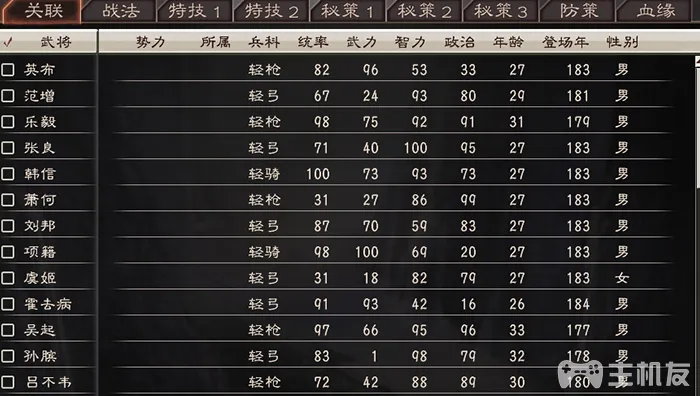 关联 战法 特技1 特技2 秘策1 秘策2 秘策3 防策 血缘
✓ 武将 势力 所属 兵科 统率 武力 智力 政治 年龄 登场年 性别
英布 轻枪 82 96 53 33 27 183 男
范增 轻弓 67 24 93 80 29 181 男
乐毅 轻枪 98 75 92 91 31 179 男
张良 轻弓 71 40 100 95 27 183 男
韩信 轻骑 100 73 93 73 27 183 男
萧何 轻枪 31 27 86 99 27 183 男
刘邦 轻弓 87 70 59 83 27 183 男
项籍 轻骑 98 100 69 20 27 183 男
虞姬 轻弓 31 18 82 79 27 183 女
霍去病 轻弓 91 93 42 16 26 184 男
吴起 轻枪 97 66 95 96 33 177 男
孙膑 轻弓 83 1 98 79 32 178 男
吕不韦 轻枪 72 42 88 89 30 180 男
主机友